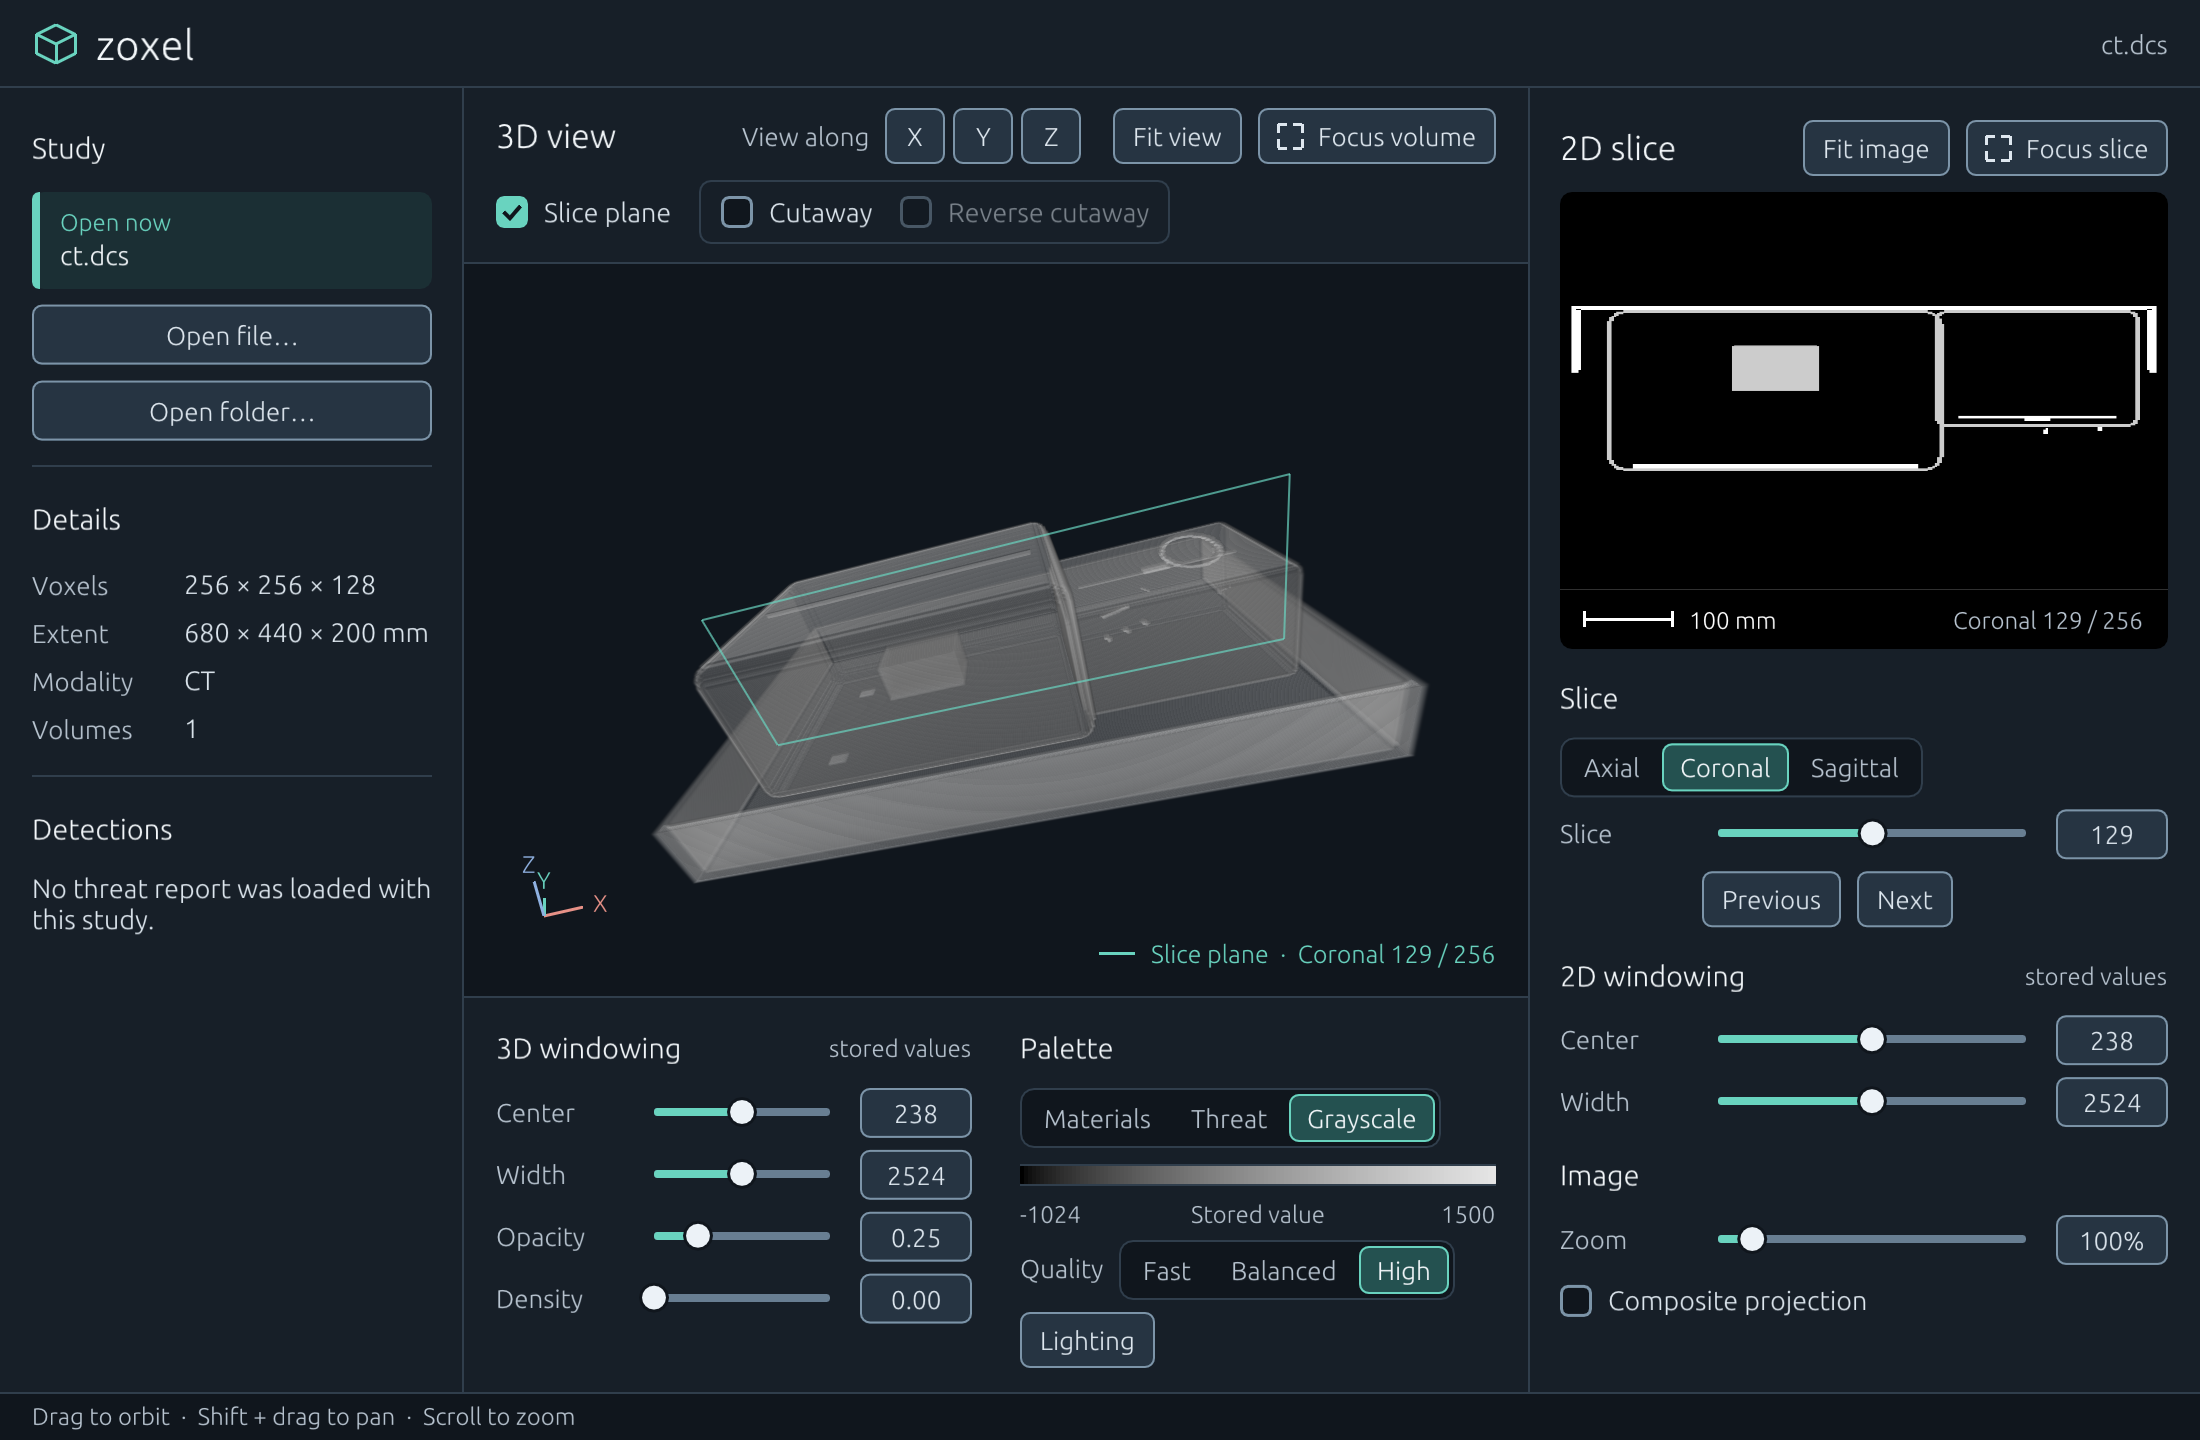 zoxel
ct.dcs
Study
Open now
ct.dcs
Open file...
Open folder...
Details
Voxels 256 × 256 × 128
Extent 680 × 440 × 200 mm
Modality CT
Volumes 1
Detections
No threat report was loaded with
this study.
3D view View along X Y Z Fit view Focus volume
Slice plane Cutaway Reverse cutaway
Z
Y
X
Slice plane · Coronal 129 / 256
3D windowing stored values
Center 238
Width 2524
Opacity 0.25
Density 0.00
Palette
Materials Threat Grayscale
-1024 Stored value 1500
Quality Fast Balanced High
Lighting
2D slice Fit image Focus slice
100 mm Coronal 129 / 256
Slice
Axial Coronal Sagittal
Slice 129
Previous Next
2D windowing stored values
Center 238
Width 2524
Image
Zoom 100%
Composite projection
Drag to orbit · Shift + drag to pan · Scroll to zoom